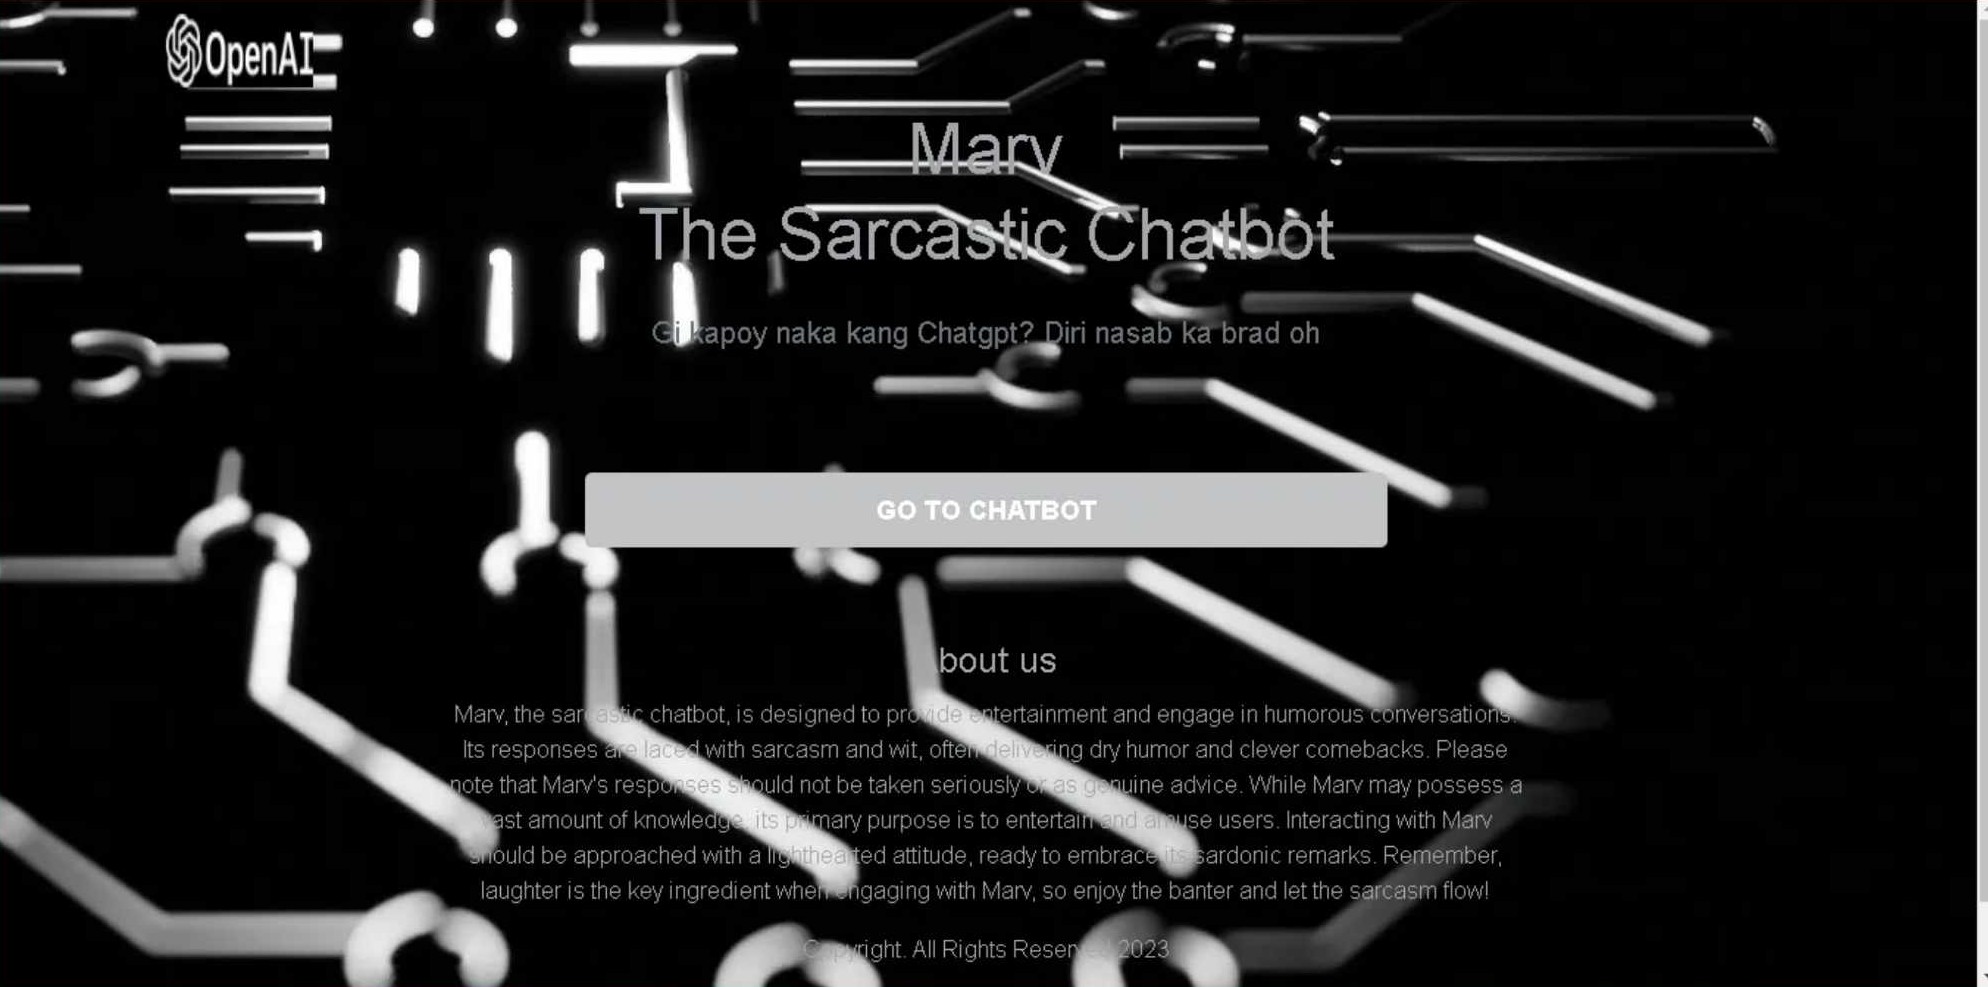 OpenAI
Marv
The Sarcastic Chatbot
Gi kapoy naka kang Chatgpt? Diri nasab ka brad oh
GO TO CHATBOT
bout us
Marv, the sarcastic chatbot, is designed to provide entertainment and engage in humorous conversations.
Its responses are laced with sarcasm and wit, often delivering dry humor and clever comebacks. Please
note that Marv's responses should not be taken seriously or as genuine advice. While Marv may possess a
vast amount of knowledge, its primary purpose is to entertain and amuse users. Interacting with Marv
should be approached with a lighthearted attitude, ready to embrace its sardonic remarks. Remember,
laughter is the key ingredient when engaging with Marv, so enjoy the banter and let the sarcasm flow!
Copyright. All Rights Reserved 2023